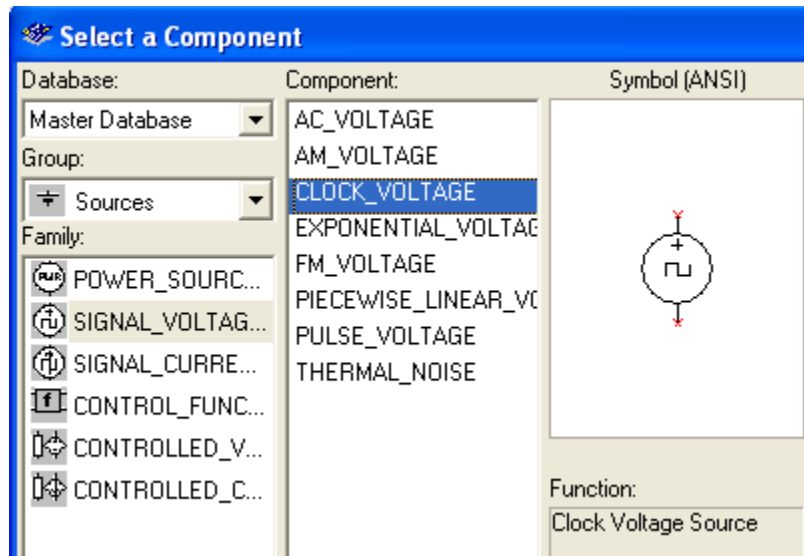 Select a Component
Database:
Master Database
Group:
Sources
Family:
POWER_SOURC...
SIGNAL_VOLTAG...
SIGNAL_CURRE...
CONTROL_FUNC...
CONTROLLED_V...
CONTROLLED_C...
Component:
AC_VOLTAGE
AM_VOLTAGE
CLOCK_VOLTAGE
EXPONENTIAL_VOLTAG
FM_VOLTAGE
PIECEWISE_LINEAR_VO
PULSE_VOLTAGE
THERMAL_NOISE
Symbol (ANSI)
Function:
Clock Voltage Source